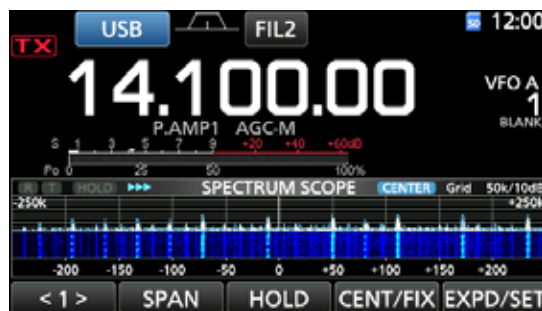 USB FIL2 SD 12:00
TX
14.100.00
VFO A
1
BLANK
P.AMP1 AGC-M
S 1 3 5 7 9 +20 +40 +60dB
Po 0 25 50 100%
R T HOLD SPECTRUM SCOPE CENTER Grid 50k/10dB
-250k +250k
-200 -150 -100 -50 0 +50 +100 +150 +200
< 1 > SPAN HOLD CENT/FIX EXPD/SET